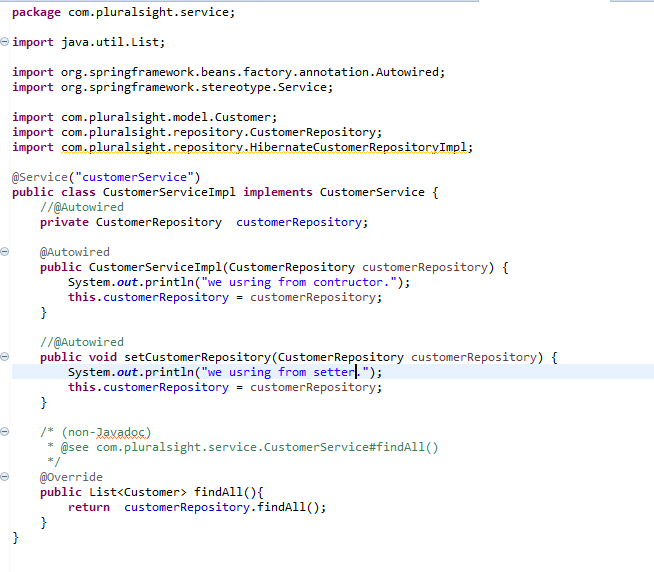 package com.pluralsight.service;
import java.util.List;
import org.springframework.beans.factory.annotation.Autowired;
import org.springframework.stereotype.Service;
import com.pluralsight.model.Customer;
import com.pluralsight.repository.CustomerRepository;
import com.pluralsight.repository.HibernateCustomerRepositoryImpl;
@Service("customerService")
public class CustomerServiceImpl implements CustomerService {
//@Autowired
private CustomerRepository  customerRepository;
@Autowired
public CustomerServiceImpl(CustomerRepository customerRepository) {
System.out.println("we usring from contructor.");
this.customerRepository = customerRepository;
}
//@Autowired
public void setCustomerRepository(CustomerRepository customerRepository) {
System.out.println("we usring from setter.");
this.customerRepository = customerRepository;
}
/* (non-Javadoc)
* @see com.pluralsight.service.CustomerService#findAll()
*/
@Override
public List<Customer> findAll(){
return  customerRepository.findAll();
}
}